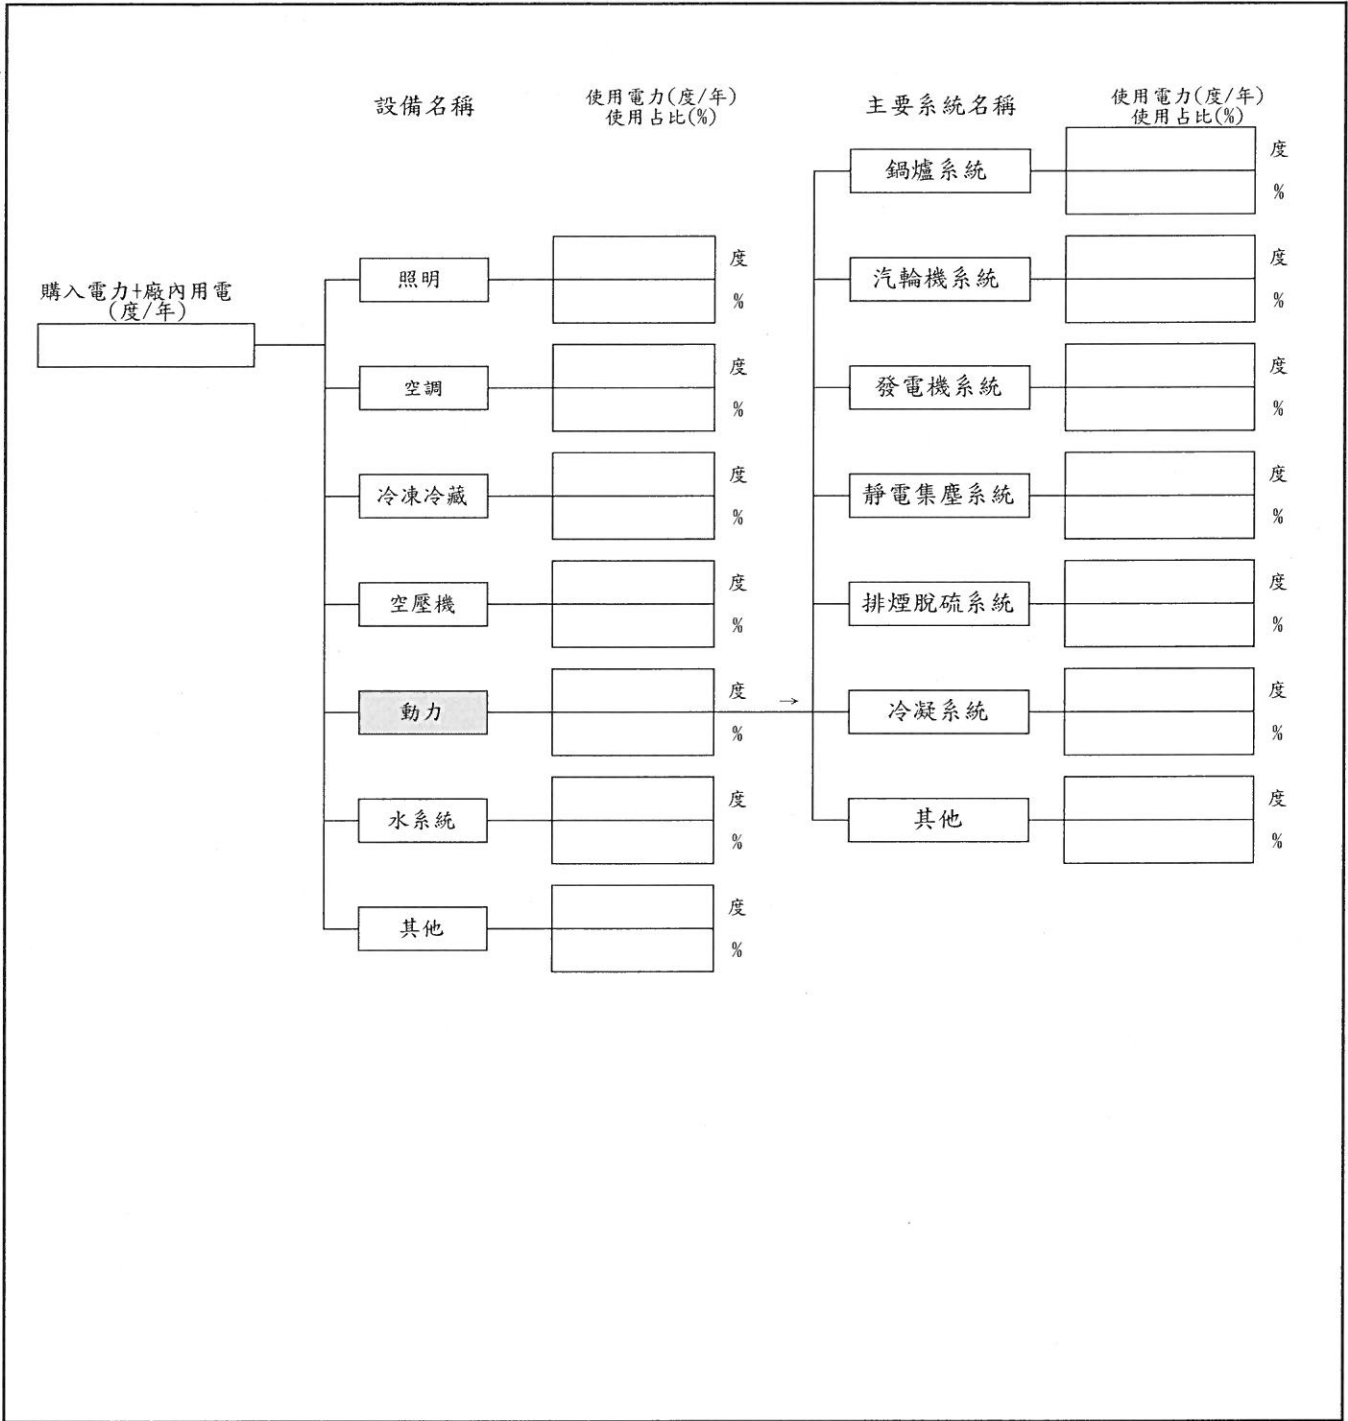 設備名稱
使用電力(度/年)
使用占比(%)
主要系統名稱
使用電力(度/年)
使用占比(%)
購入電力+廠內用電
(度/年)
照明
度
%
空調
度
%
冷凍冷藏
度
%
空壓機
度
%
動力
度
%
→
水系統
度
%
其他
度
%
鍋爐系統
度
%
汽輪機系統
度
%
發電機系統
度
%
靜電集塵系統
度
%
排煙脫硫系統
度
%
冷凝系統
度
%
其他
度
%